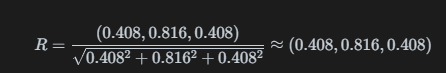 R = (0.408, 0.816, 0.408) / √(0.408² + 0.816² + 0.408²) ≈ (0.408, 0.816, 0.408)